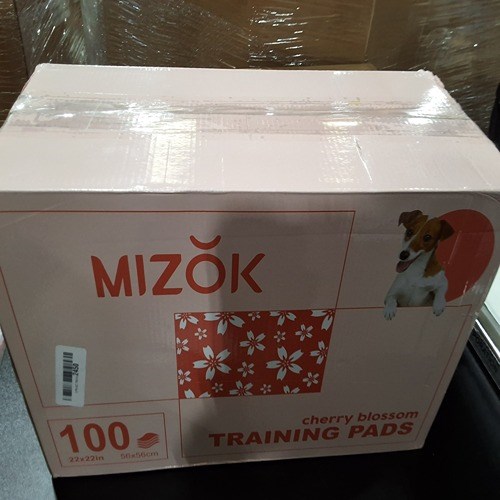 MIZŎK
cherry blossom
TRAINING PADS
100
22x22in 56x56cm